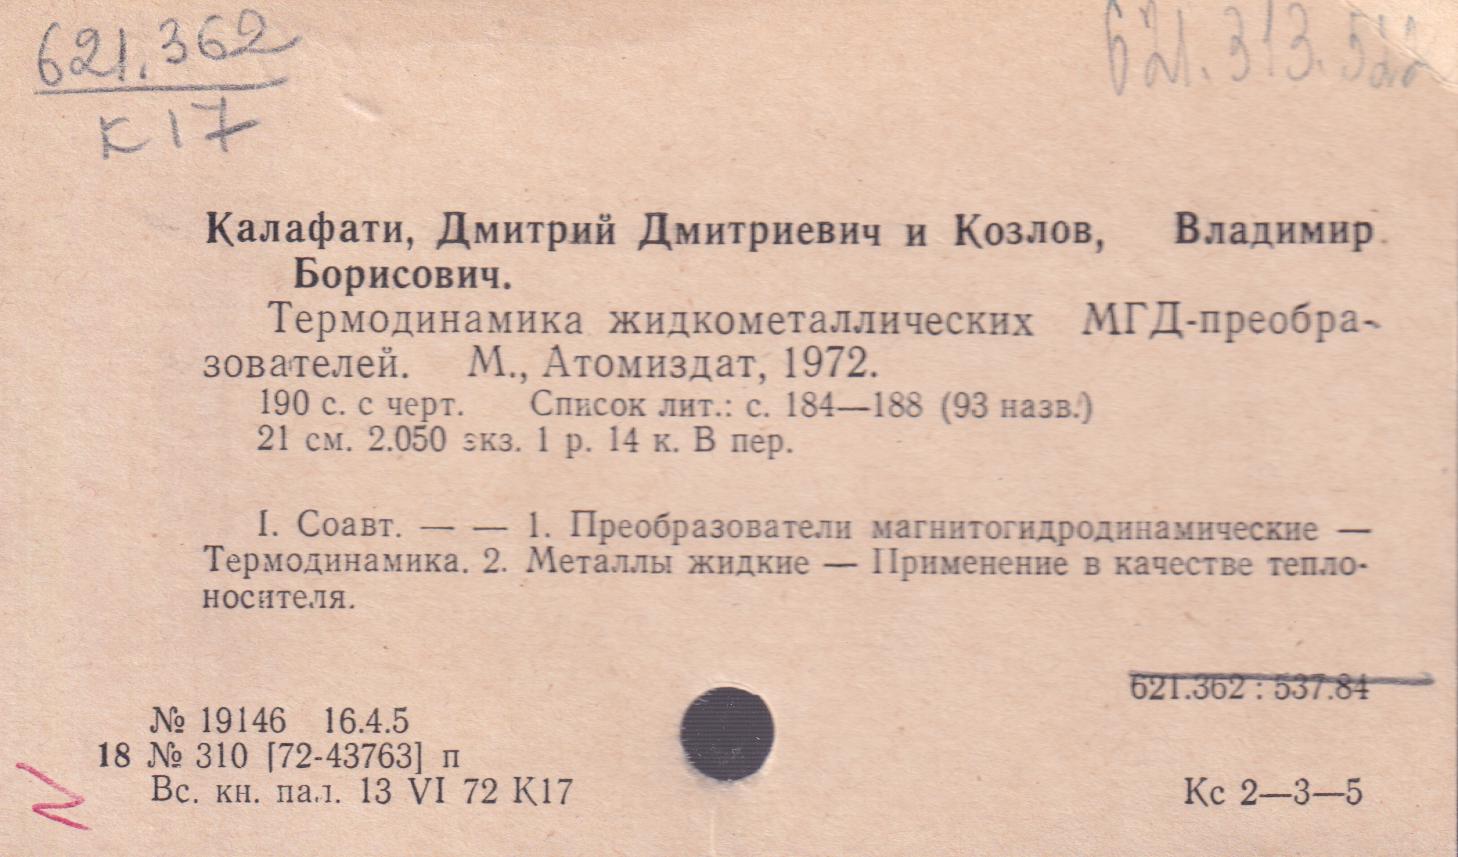 621.362
К 17
621.313.522
Калафати, Дмитрий Дмитриевич и Козлов, Владимир
Борисович.
Термодинамика жидкометаллических МГД-преобра-
зователей. М., Атомиздат, 1972.
190 с. с черт. Список лит.: с. 184—188 (93 назв.)
21 см. 2.050 экз. 1 р. 14 к. В пер.
I. Соавт. — — 1. Преобразователи магнитогидродинамические —
Термодинамика. 2. Металлы жидкие — Применение в качестве тепло-
носителя.
621.362 : 537.84
№ 19146 16.4.5
18 № 310 [72-43763] п
Вс. кн. пал. 13 VI 72 К17
Кс 2—3—5